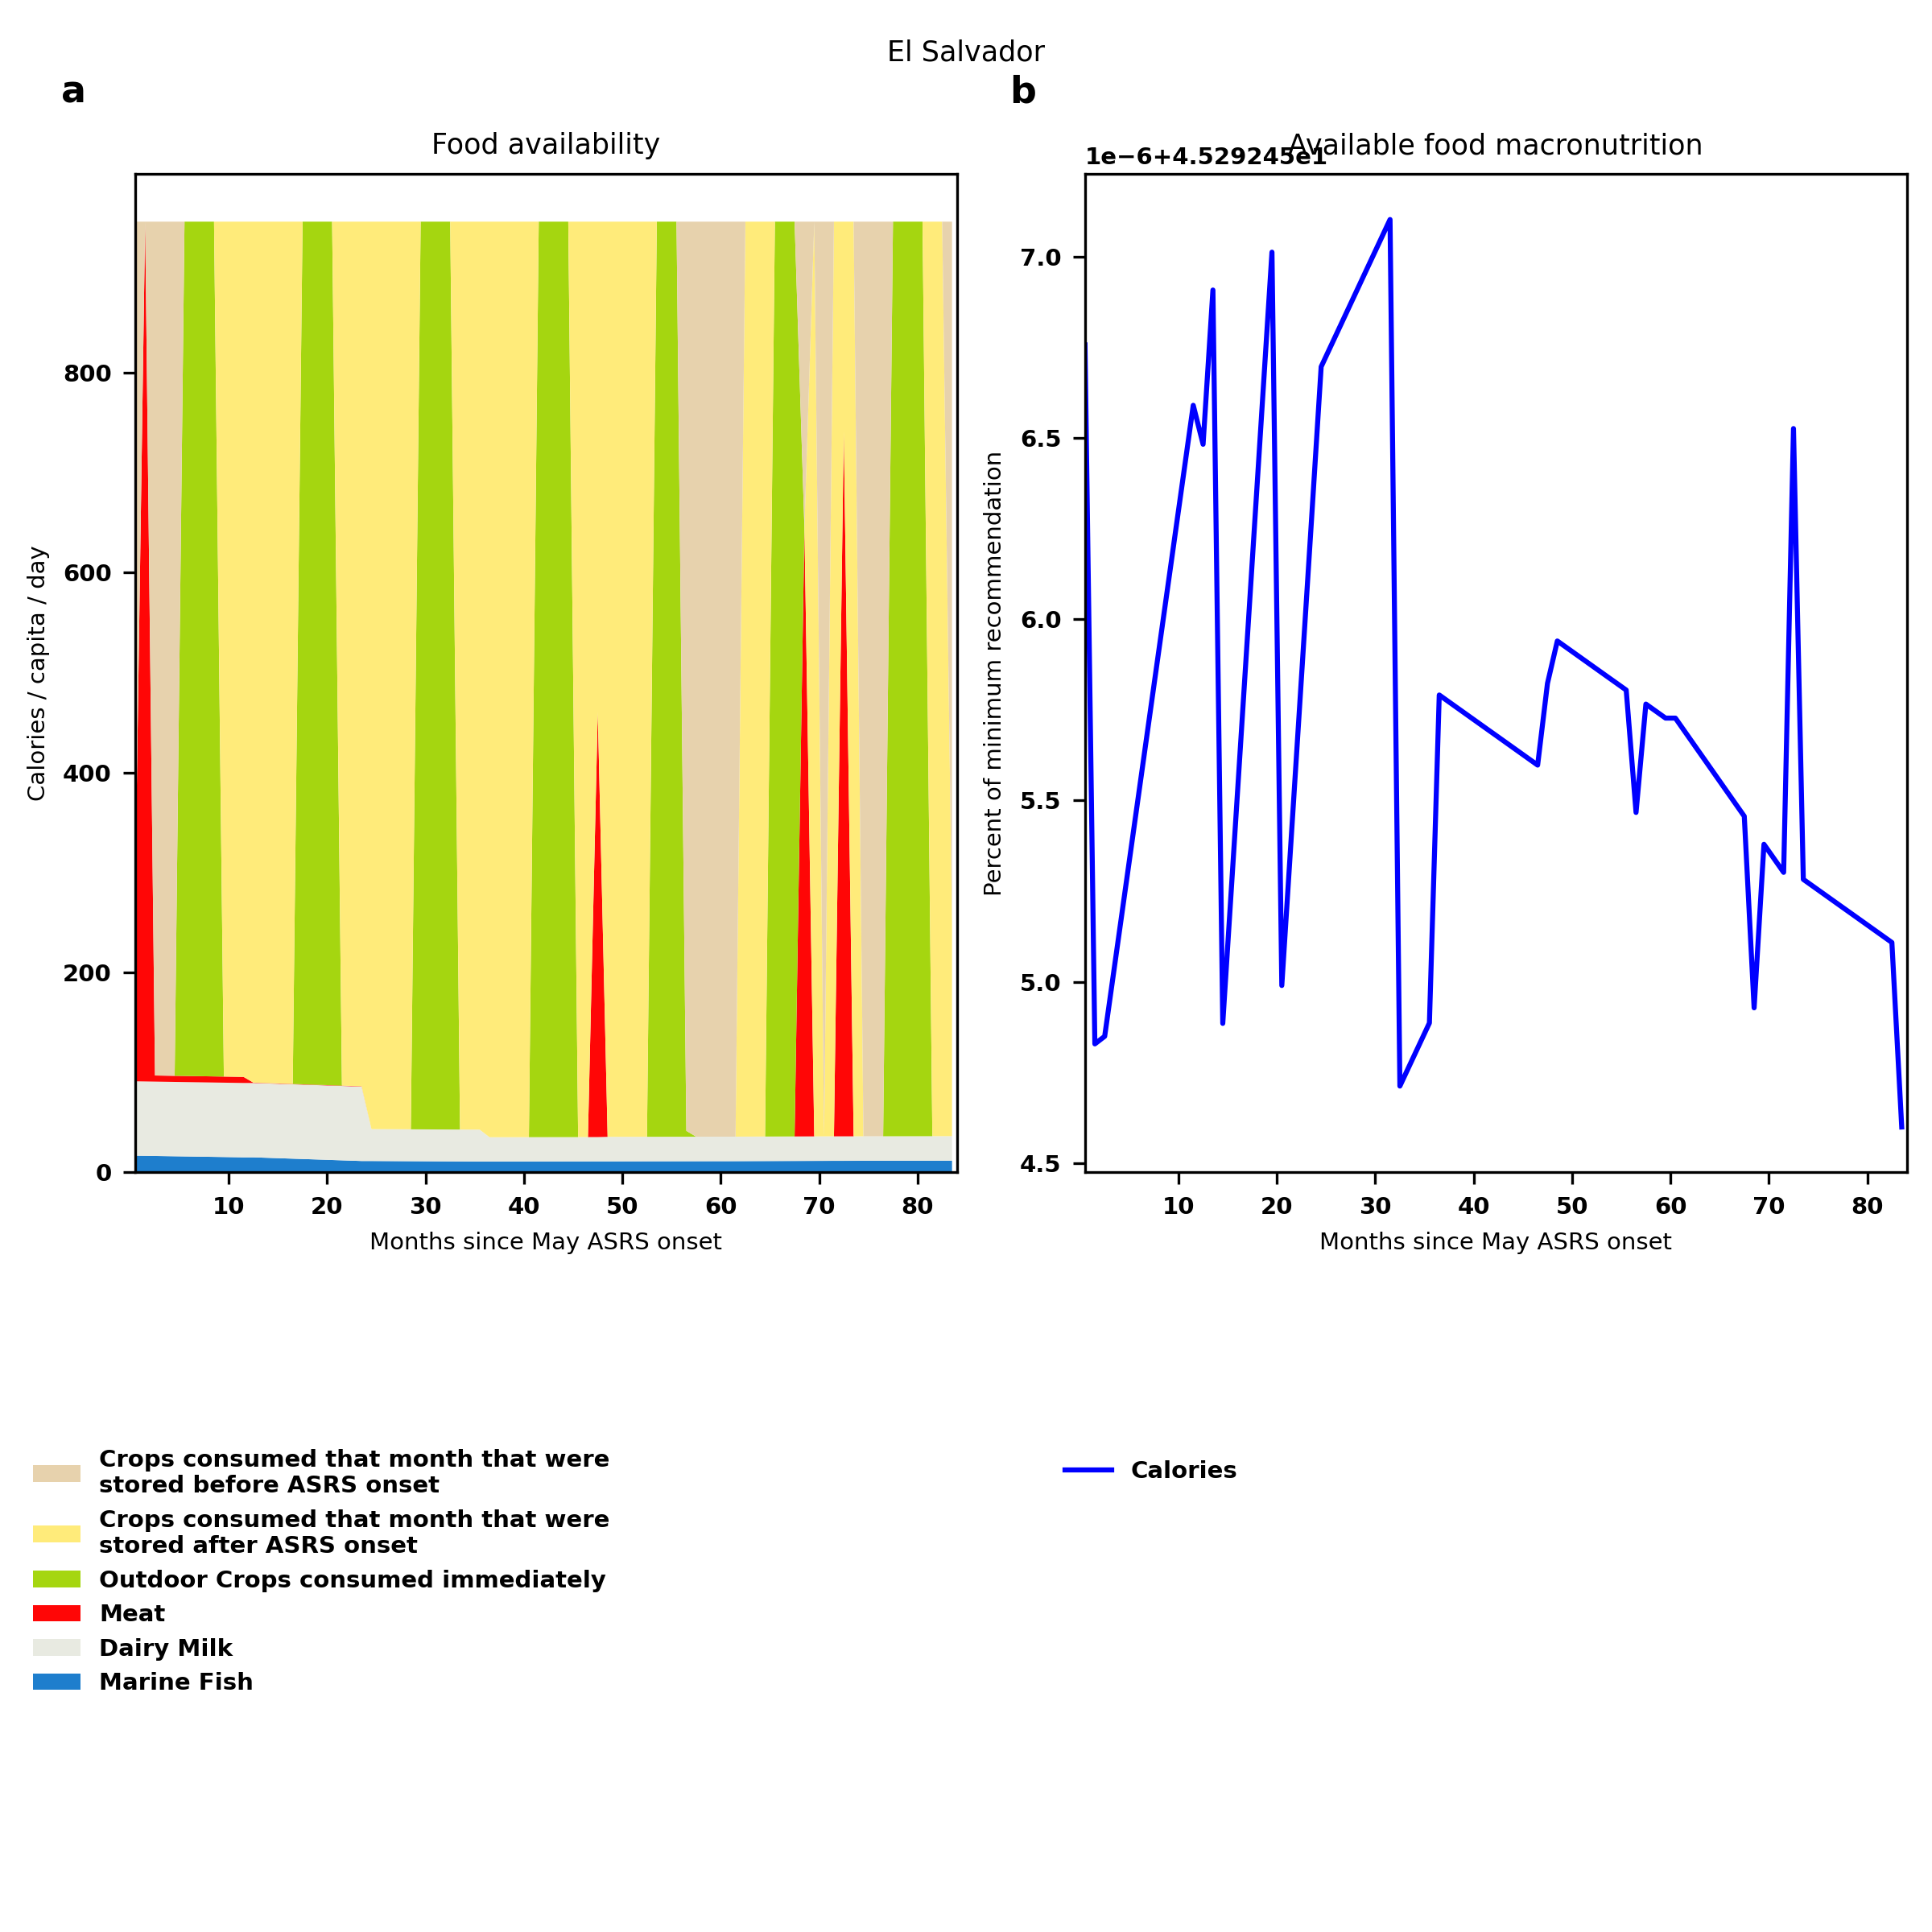 El Salvador
a
b
Food availability
Available food macronutrition
1e−6+4.529245e1
Calories / capita / day
800
600
400
200
0
10 20 30 40 50 60 70 80
Months since May ASRS onset
Percent of minimum recommendation
7.0
6.5
6.0
5.5
5.0
4.5
10 20 30 40 50 60 70 80
Months since May ASRS onset
Crops consumed that month that were
stored before ASRS onset
Crops consumed that month that were
stored after ASRS onset
Outdoor Crops consumed immediately
Meat
Dairy Milk
Marine Fish
Calories